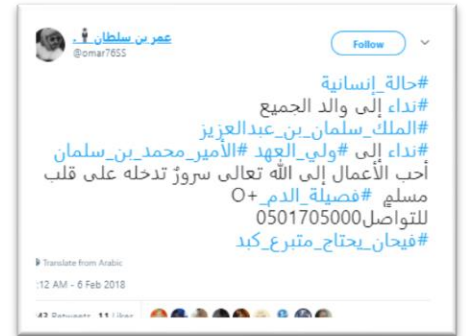 عمر بن سلطان .
@omar76SS
Follow
#حالة_إنسانية
#نداء إلى والد الجميع
#الملك_سلمان_بن_عبدالعزيز
#نداء إلى #ولي_العهد #الأمير_محمد_بن_سلمان
أحب الأعمال إلى الله تعالى سرورٌ تدخله على قلب
مسلمٍ #فصيلة_الدم_+O
للتواصل0501705000
#فيحان_يحتاج_متبرع_كبد
Translate from Arabic
:12 AM - 6 Feb 2018
Retweets 11 Likes